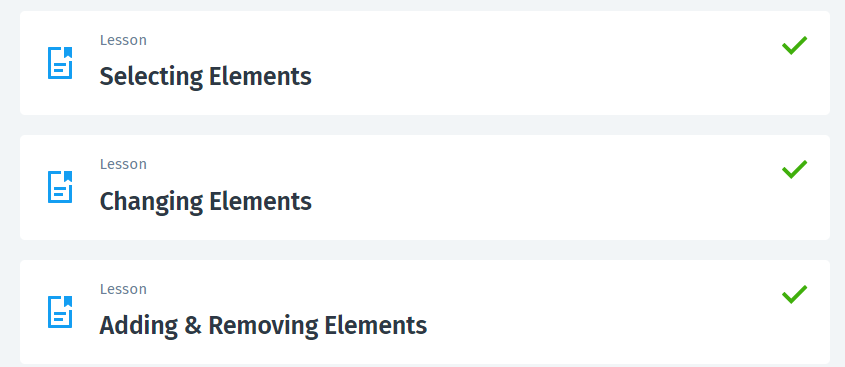 Lesson
Selecting Elements
Lesson
Changing Elements
Lesson
Adding & Removing Elements